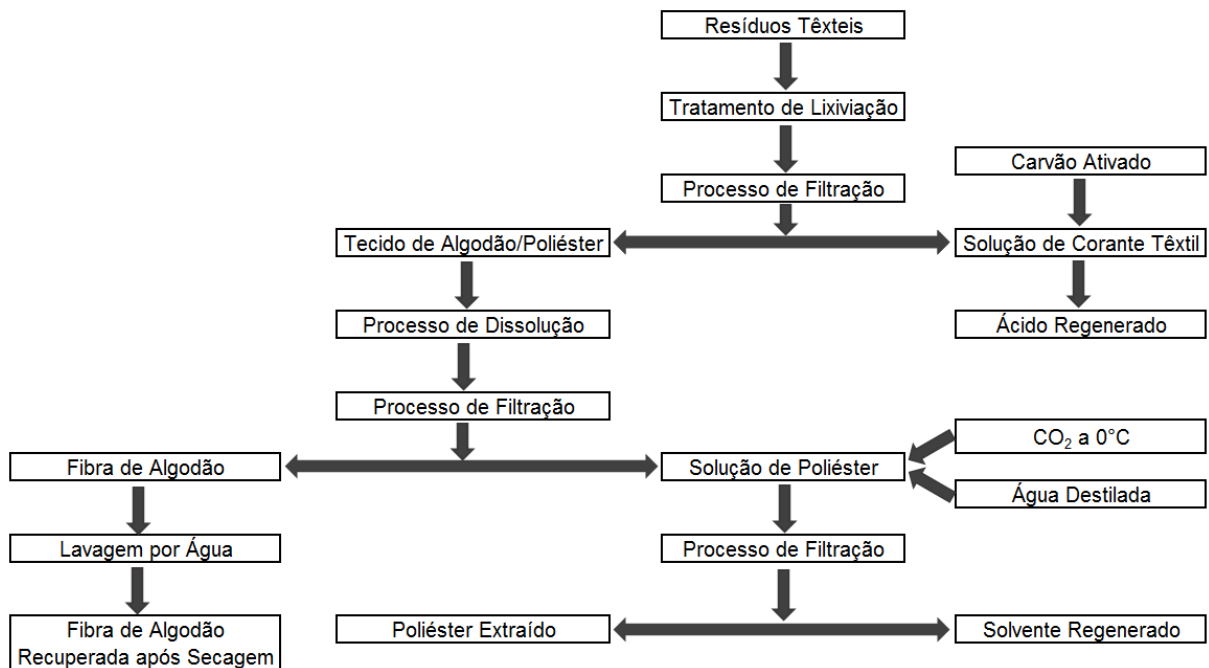 Resíduos Têxteis
Tratamento de Lixiviação
Carvão Ativado
Processo de Filtração
Tecido de Algodão/Poliéster
Solução de Corante Têxtil
Processo de Dissolução
Ácido Regenerado
Processo de Filtração
CO₂ a 0°C
Fibra de Algodão
Solução de Poliéster
Água Destilada
Lavagem por Água
Processo de Filtração
Fibra de Algodão
Recuperada após Secagem
Poliéster Extraído
Solvente Regenerado